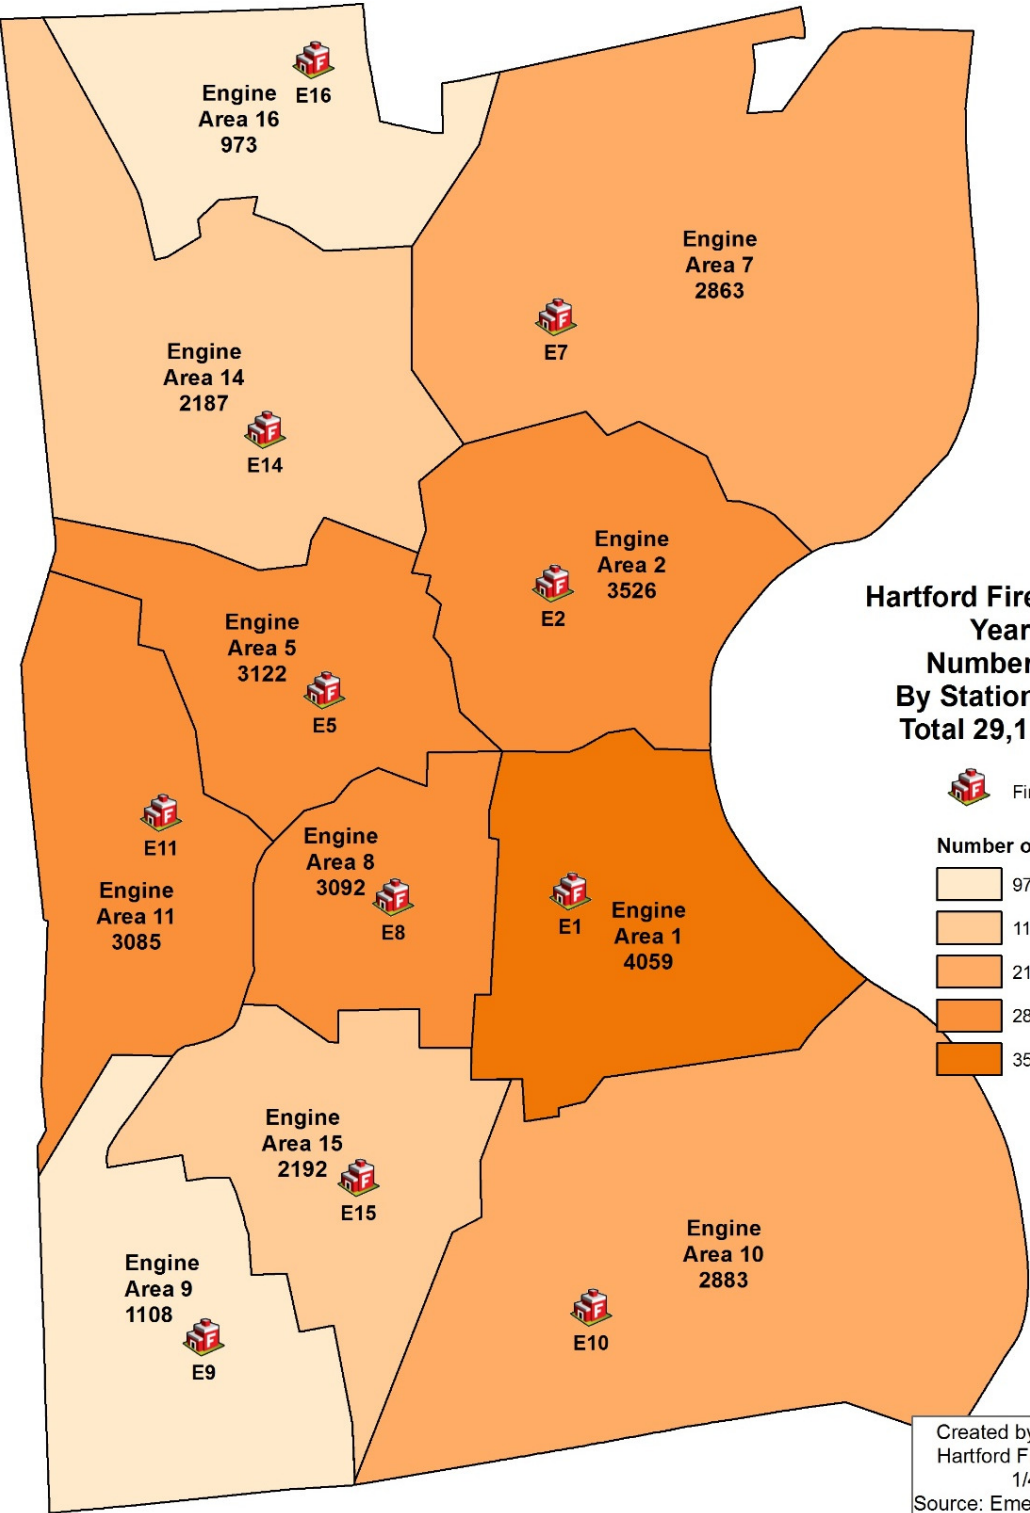 Engine
Area 16
973
E16
Engine
Area 7
2863
E7
Engine
Area 14
2187
E14
Engine
Area 2
3526
E2
Engine
Area 5
3122
E5
Hartford Fire
Year
Number
By Station
Total 29,1
Fi
Number o
97
11
21
28
35
E11
Engine
Area 11
3085
Engine
Area 8
3092
E8
E1
Engine
Area 1
4059
Engine
Area 15
2192
E15
Engine
Area 10
2883
E10
Engine
Area 9
1108
E9
Created by
Hartford F
1/
Source: Eme